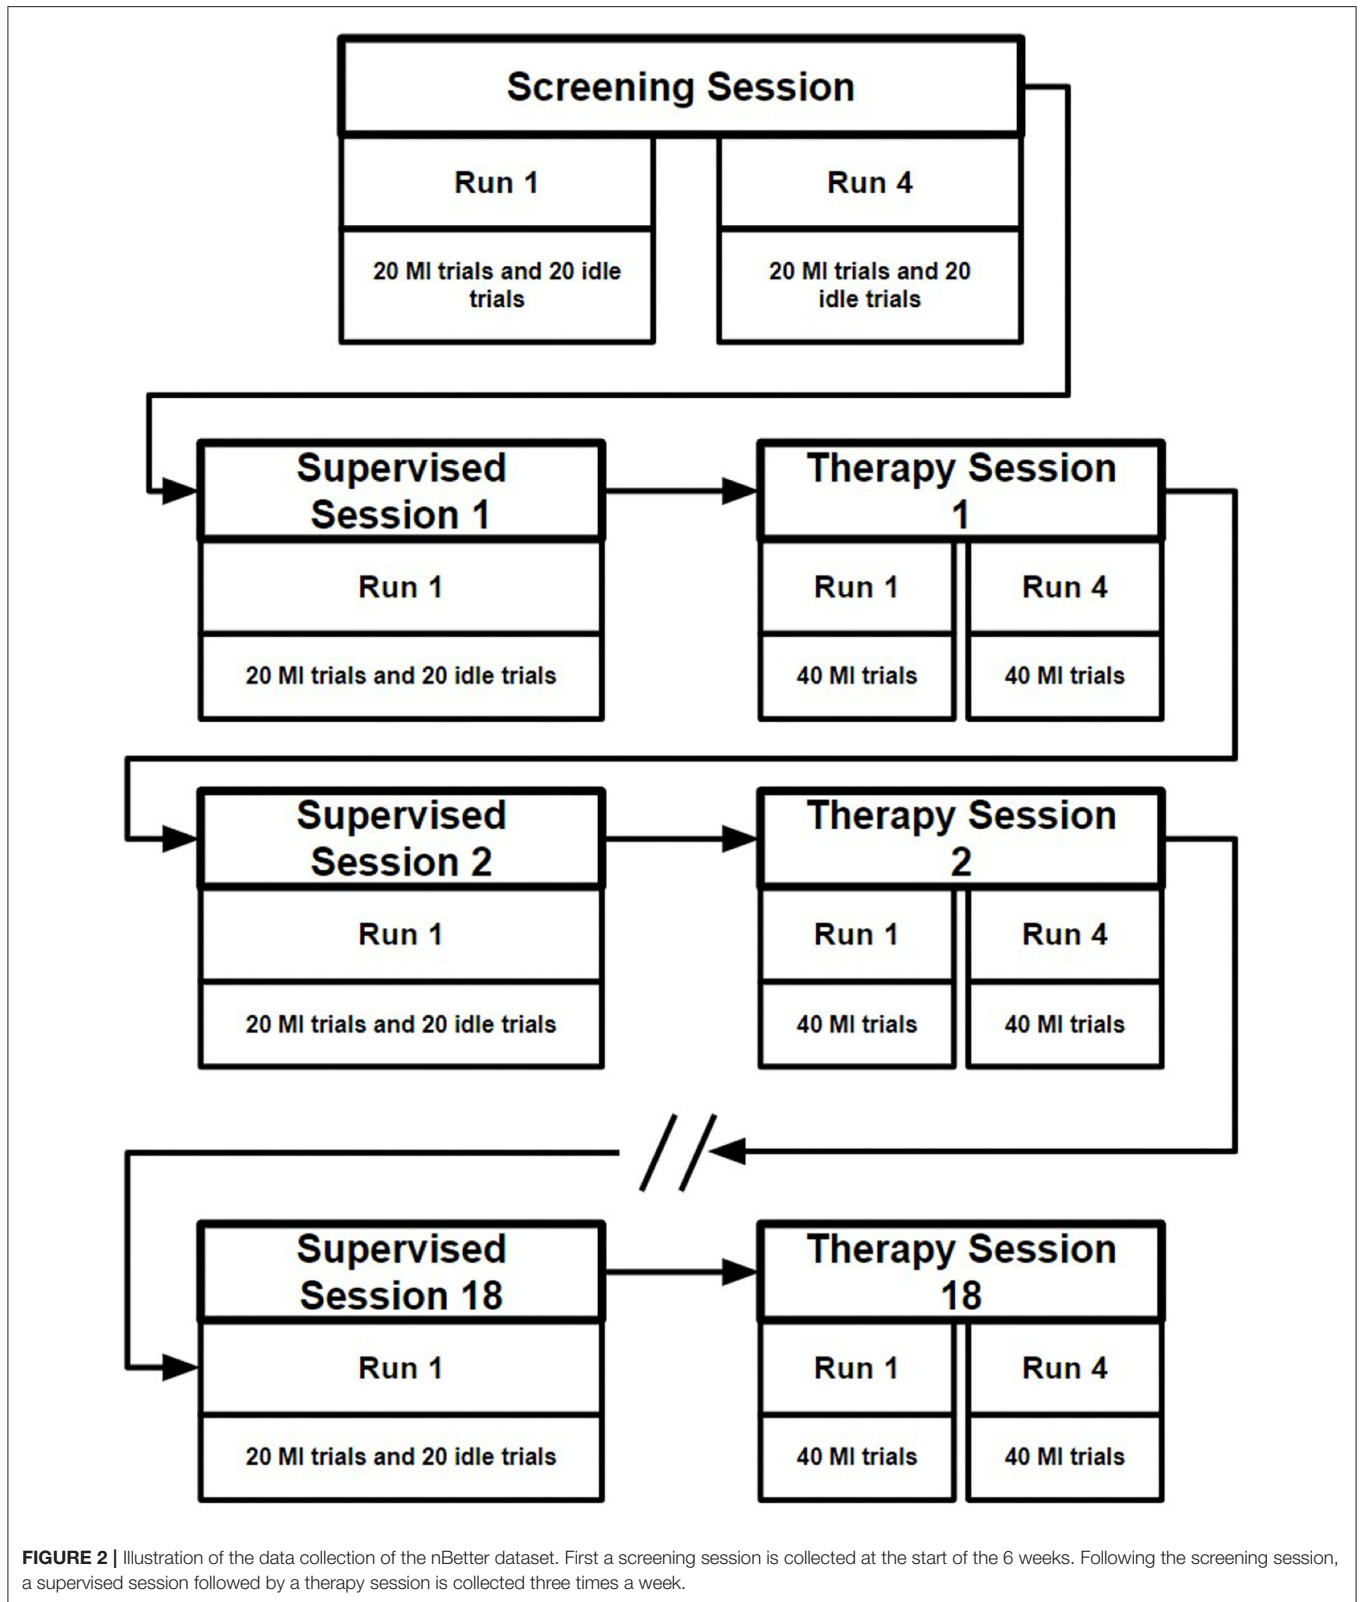 Screening Session
Run 1
Run 4
20 MI trials and 20 idle
trials
20 MI trials and 20
idle trials
Supervised
Session 1
Therapy Session
1
Run 1
Run 1
Run 4
20 MI trials and 20 idle trials
40 MI trials
40 MI trials
Supervised
Session 2
Therapy Session
2
Run 1
Run 1
Run 4
20 MI trials and 20 idle trials
40 MI trials
40 MI trials
Supervised
Session 18
Therapy Session
18
Run 1
Run 1
Run 4
20 MI trials and 20 idle trials
40 MI trials
40 MI trials
FIGURE 2 | Illustration of the data collection of the nBetter dataset. First a screening session is collected at the start of the 6 weeks. Following the screening session,
a supervised session followed by a therapy session is collected three times a week.